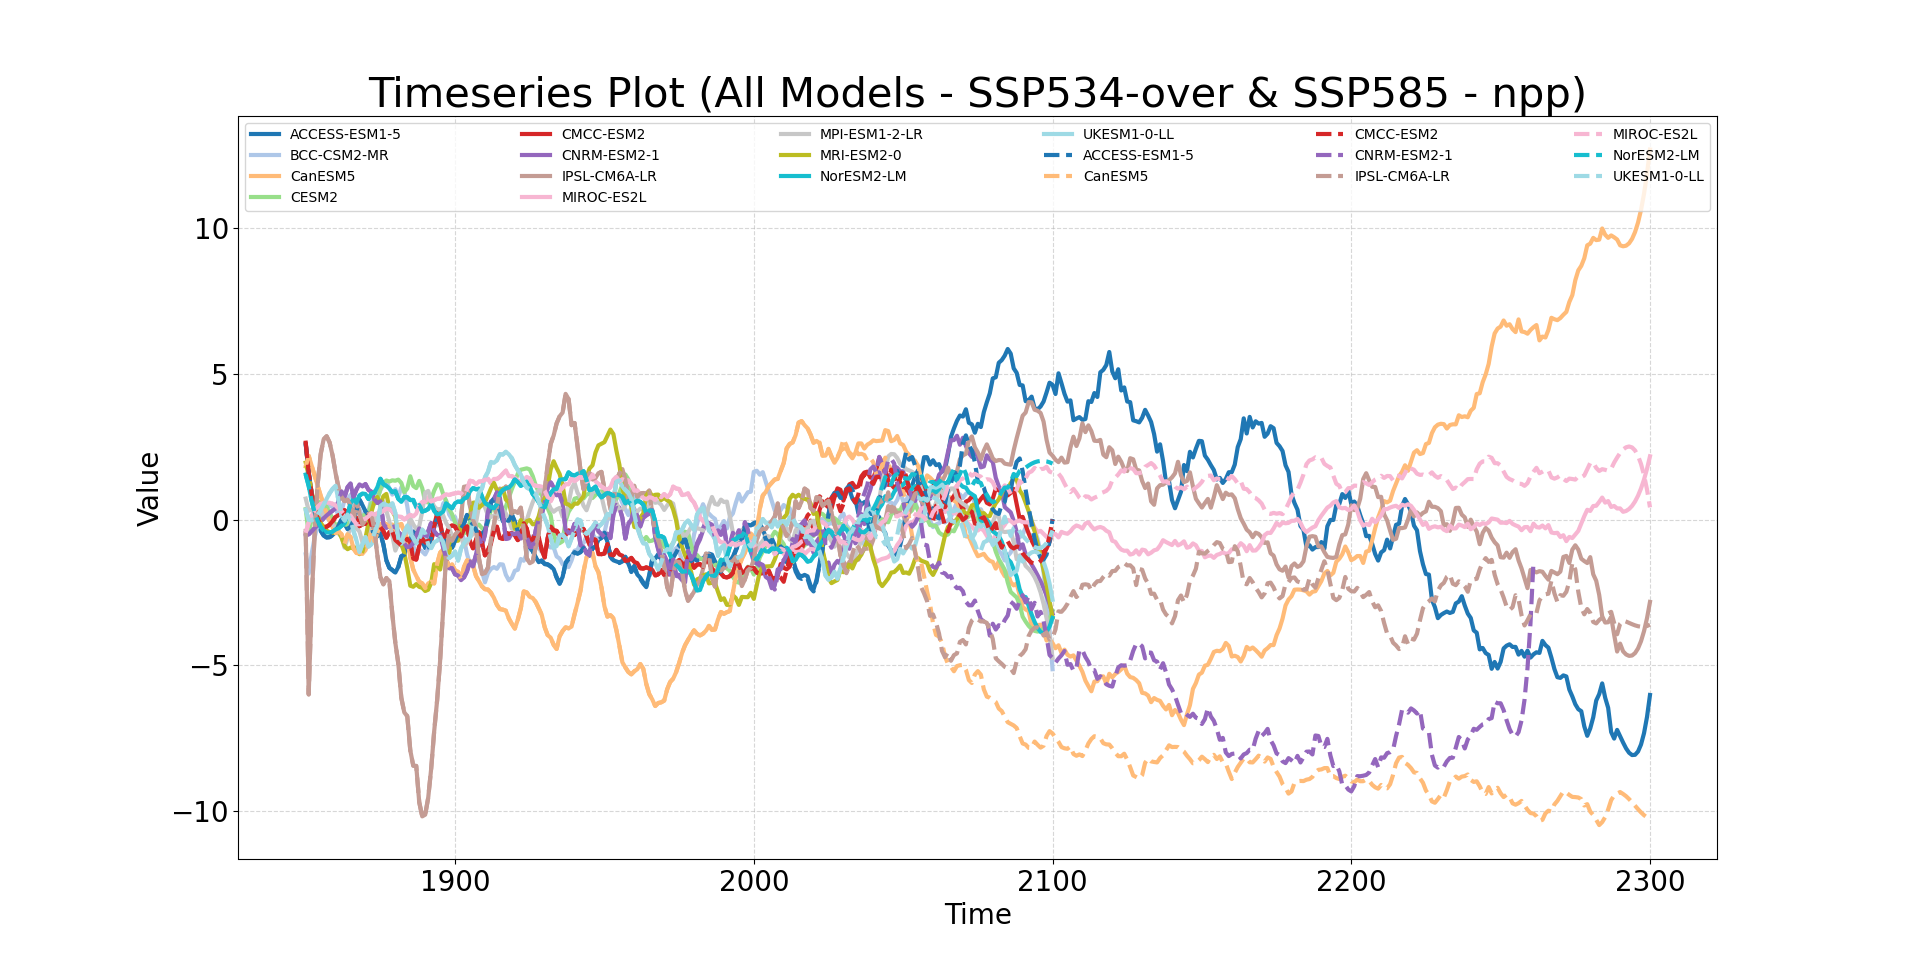 Timeseries Plot (All Models - SSP534-over & SSP585 - npp)
ACCESS-ESM1-5
BCC-CSM2-MR
CanESM5
CESM2
CMCC-ESM2
CNRM-ESM2-1
IPSL-CM6A-LR
MIROC-ES2L
MPI-ESM1-2-LR
MRI-ESM2-0
NorESM2-LM
UKESM1-0-LL
ACCESS-ESM1-5
CanESM5
CMCC-ESM2
CNRM-ESM2-1
IPSL-CM6A-LR
MIROC-ES2L
NorESM2-LM
UKESM1-0-LL
10
5
0
−5
−10
Value
1900 2000 2100 2200 2300
Time